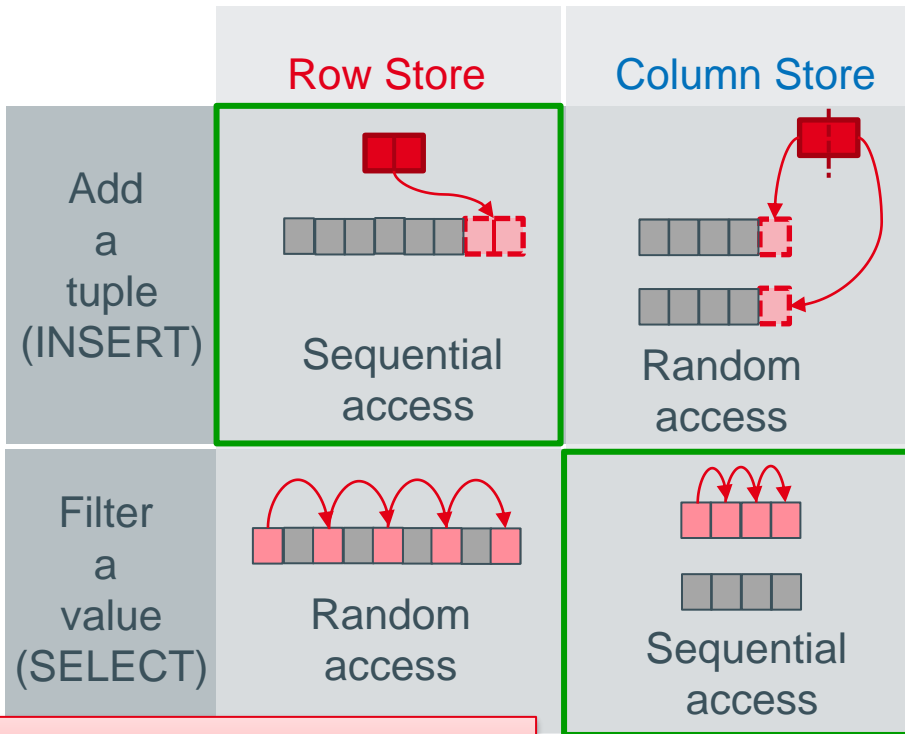 Row Store
Column Store
Add
a
tuple
(INSERT)
Sequential
access
Random
access
Filter
a
value
(SELECT)
Random
access
Sequential
access